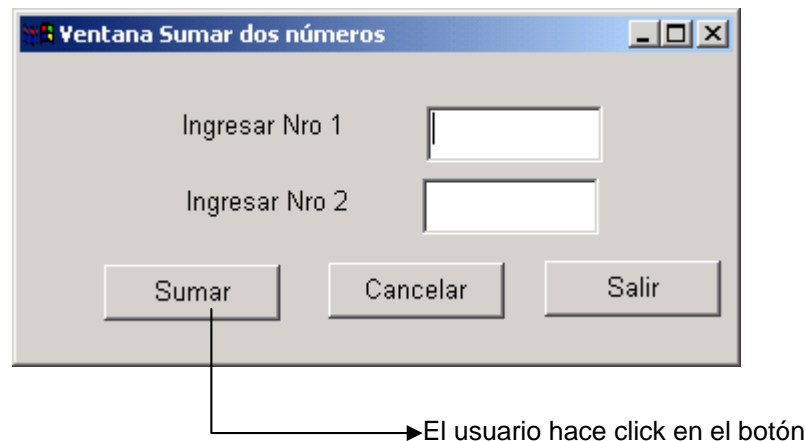 Ventana Sumar dos números
Ingresar Nro 1
Ingresar Nro 2
Sumar Cancelar Salir
El usuario hace click en el botón